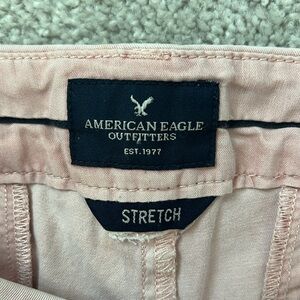 AMERICAN EAGLE
OUTFITTERS
EST. 1977
STRETCH